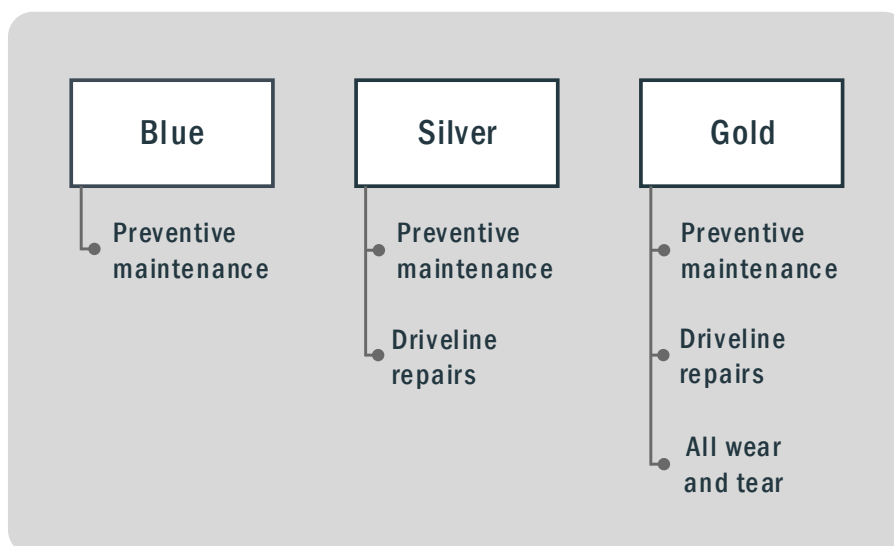 Blue
Preventive
maintenance
Silver
Preventive
maintenance
Driveline
repairs
Gold
Preventive
maintenance
Driveline
repairs
All wear
and tear